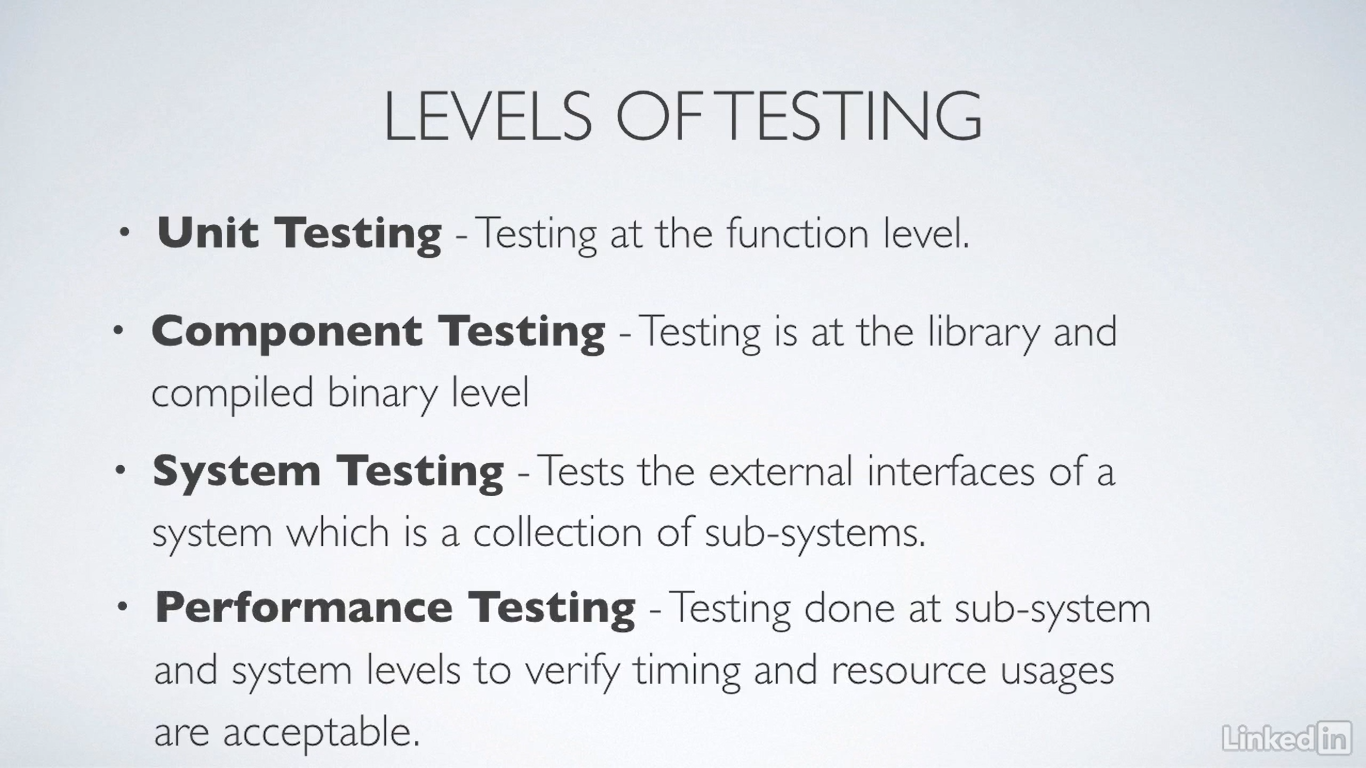 LEVELS OF TESTING
• Unit Testing - Testing at the function level.
• Component Testing - Testing is at the library and
compiled binary level
• System Testing - Tests the external interfaces of a
system which is a collection of sub-systems.
• Performance Testing - Testing done at sub-system
and system levels to verify timing and resource usages
are acceptable.
Linked in